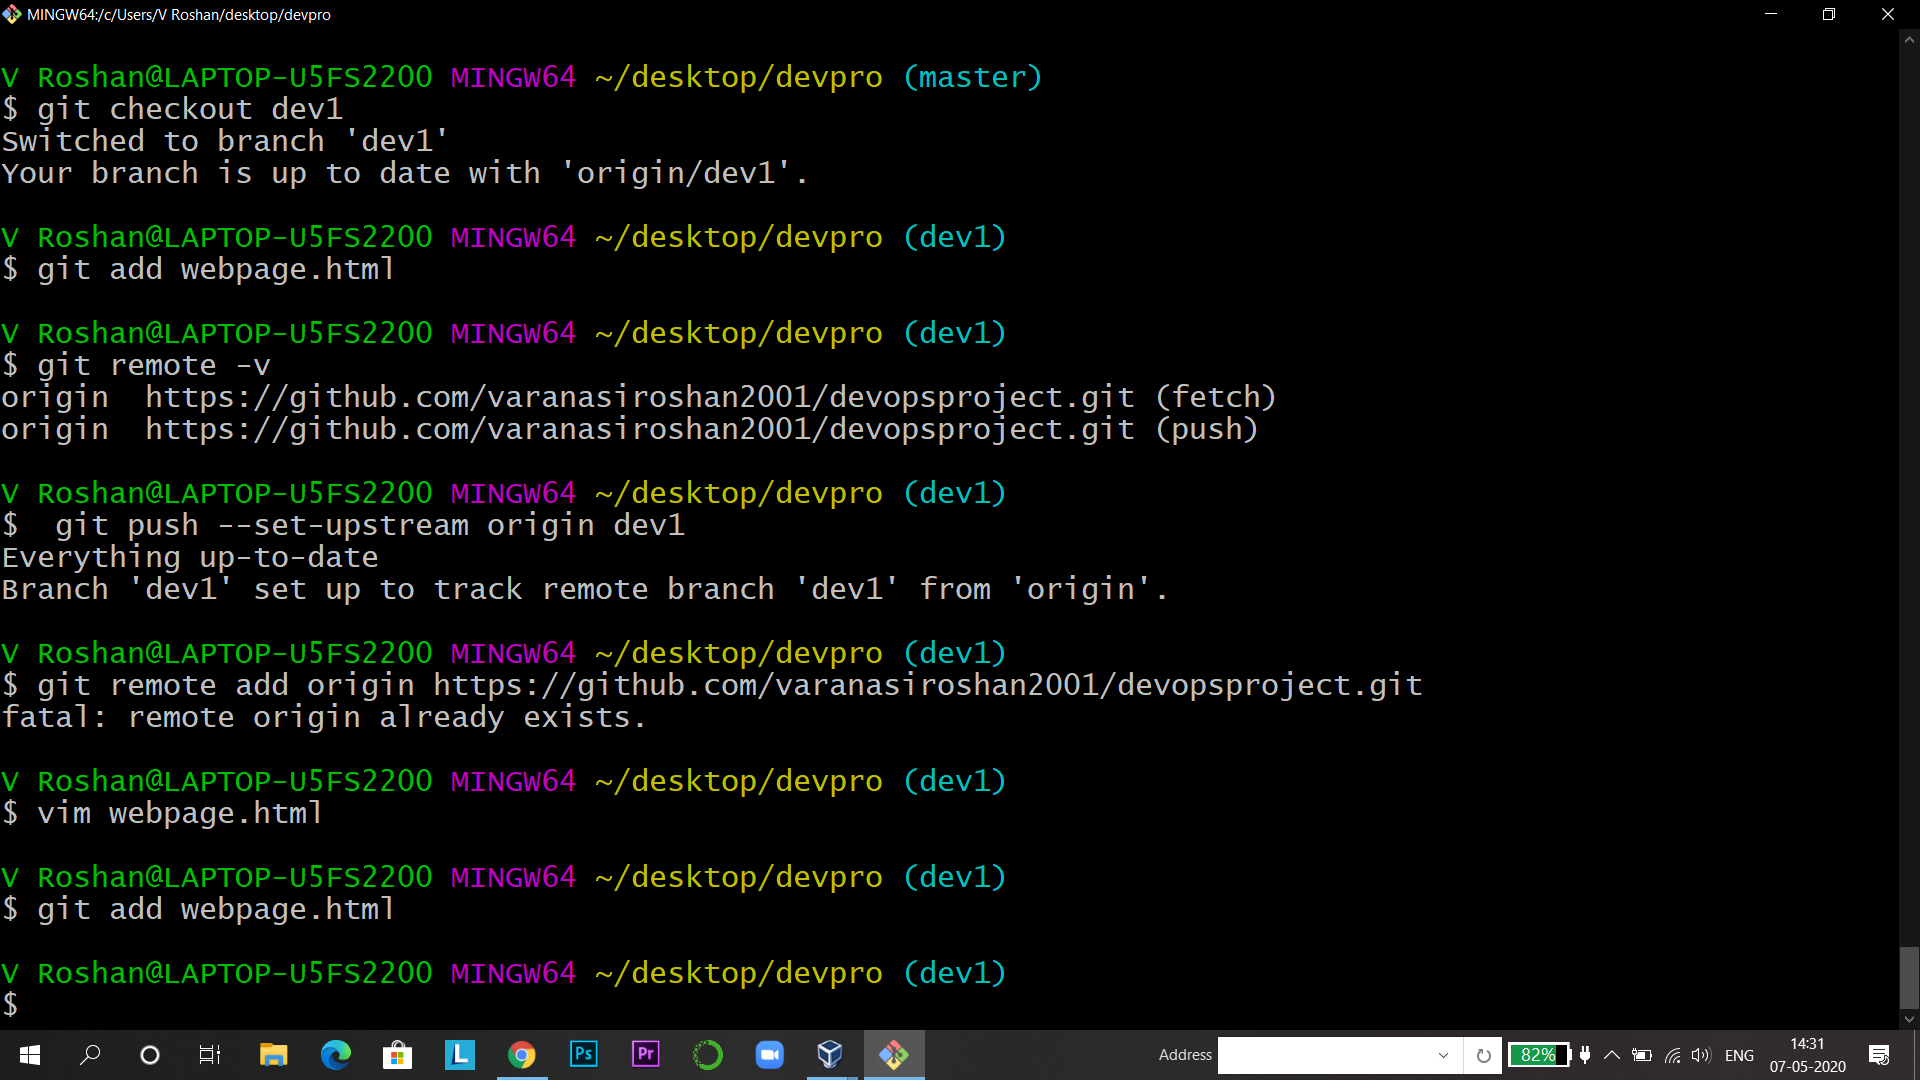 MINGW64:/c/Users/V Roshan/desktop/devpro
V Roshan@LAPTOP-U5FS2200 MINGW64 ~/desktop/devpro (master)
$ git checkout dev1
Switched to branch 'dev1'
Your branch is up to date with 'origin/dev1'.
V Roshan@LAPTOP-U5FS2200 MINGW64 ~/desktop/devpro (dev1)
$ git add webpage.html
V Roshan@LAPTOP-U5FS2200 MINGW64 ~/desktop/devpro (dev1)
$ git remote -v
origin  https://github.com/varanasiroshan2001/devopsproject.git (fetch)
origin  https://github.com/varanasiroshan2001/devopsproject.git (push)
V Roshan@LAPTOP-U5FS2200 MINGW64 ~/desktop/devpro (dev1)
$  git push --set-upstream origin dev1
Everything up-to-date
Branch 'dev1' set up to track remote branch 'dev1' from 'origin'.
V Roshan@LAPTOP-U5FS2200 MINGW64 ~/desktop/devpro (dev1)
$ git remote add origin https://github.com/varanasiroshan2001/devopsproject.git
fatal: remote origin already exists.
V Roshan@LAPTOP-U5FS2200 MINGW64 ~/desktop/devpro (dev1)
$ vim webpage.html
V Roshan@LAPTOP-U5FS2200 MINGW64 ~/desktop/devpro (dev1)
$ git add webpage.html
V Roshan@LAPTOP-U5FS2200 MINGW64 ~/desktop/devpro (dev1)
$
L Ps Pr Address 82% ENG 14:31
07-05-2020